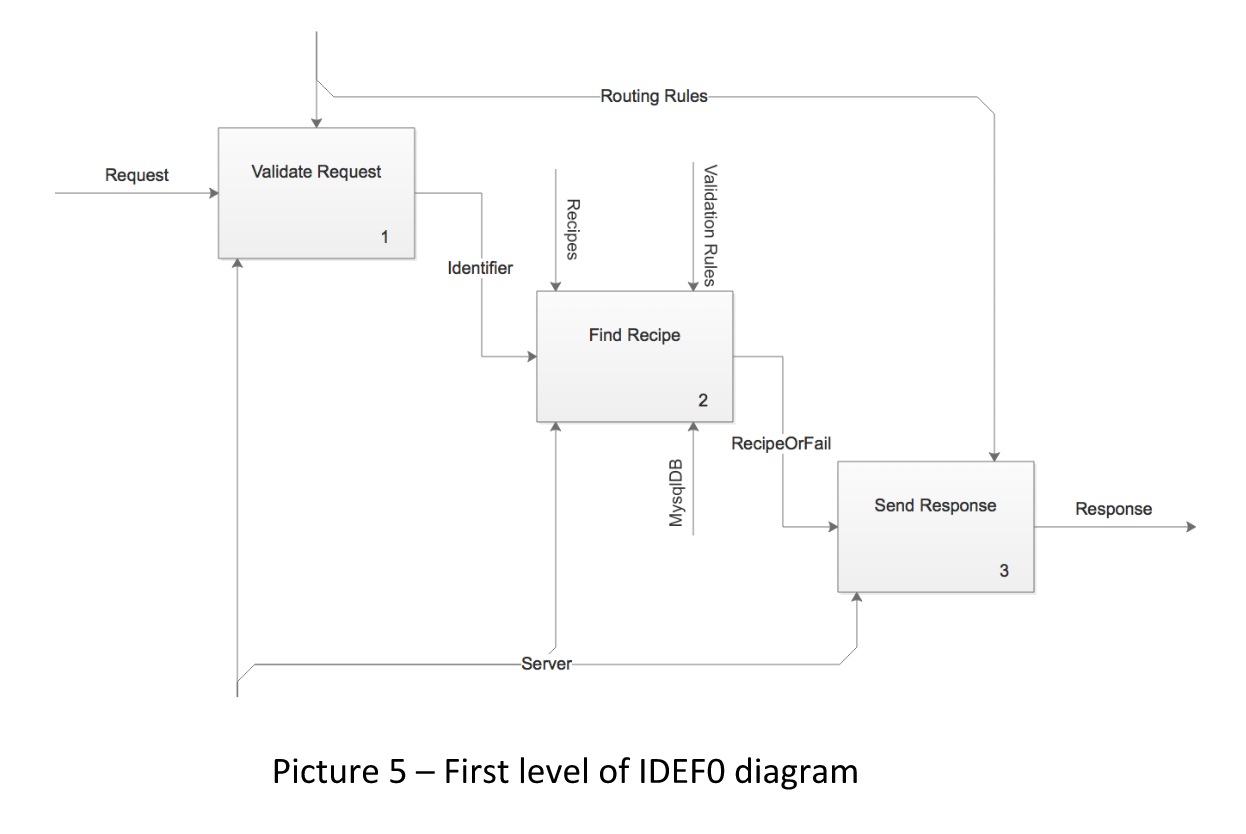 Routing Rules
Request
Validate Request
1
Recipes
Validation Rules
Identifier
Find Recipe
2
RecipeOrFail
MysqlDB
Send Response
3
Response
Server
Picture 5 – First level of IDEF0 diagram